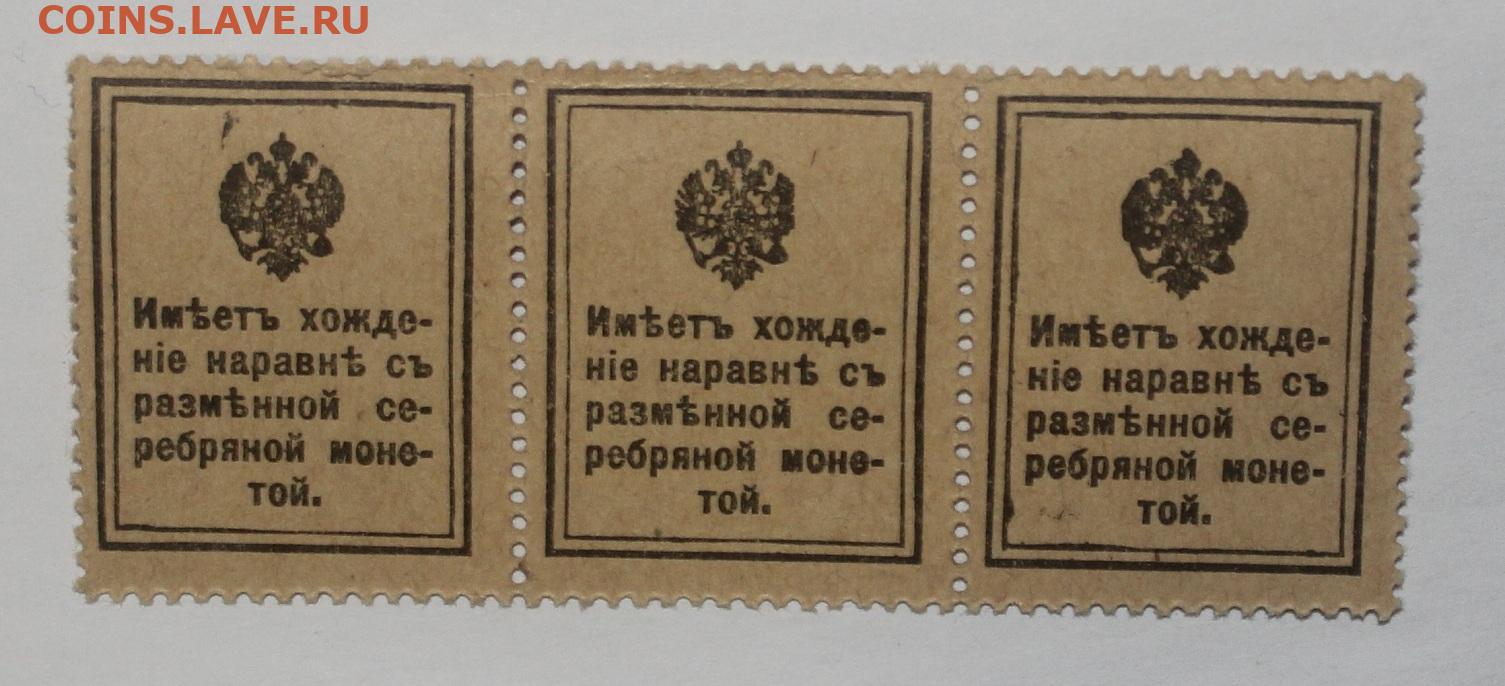 COINS.LAVE.RU
Имѣетъ хожде-
ніе наравнѣ съ
размѣнной се-
ребряной моне-
той.
Имѣетъ хожде-
ніе наравнѣ съ
размѣнной се-
ребряной моне-
той.
Имѣетъ хожде-
ніе наравнѣ съ
размѣнной се-
ребряной моне-
той.